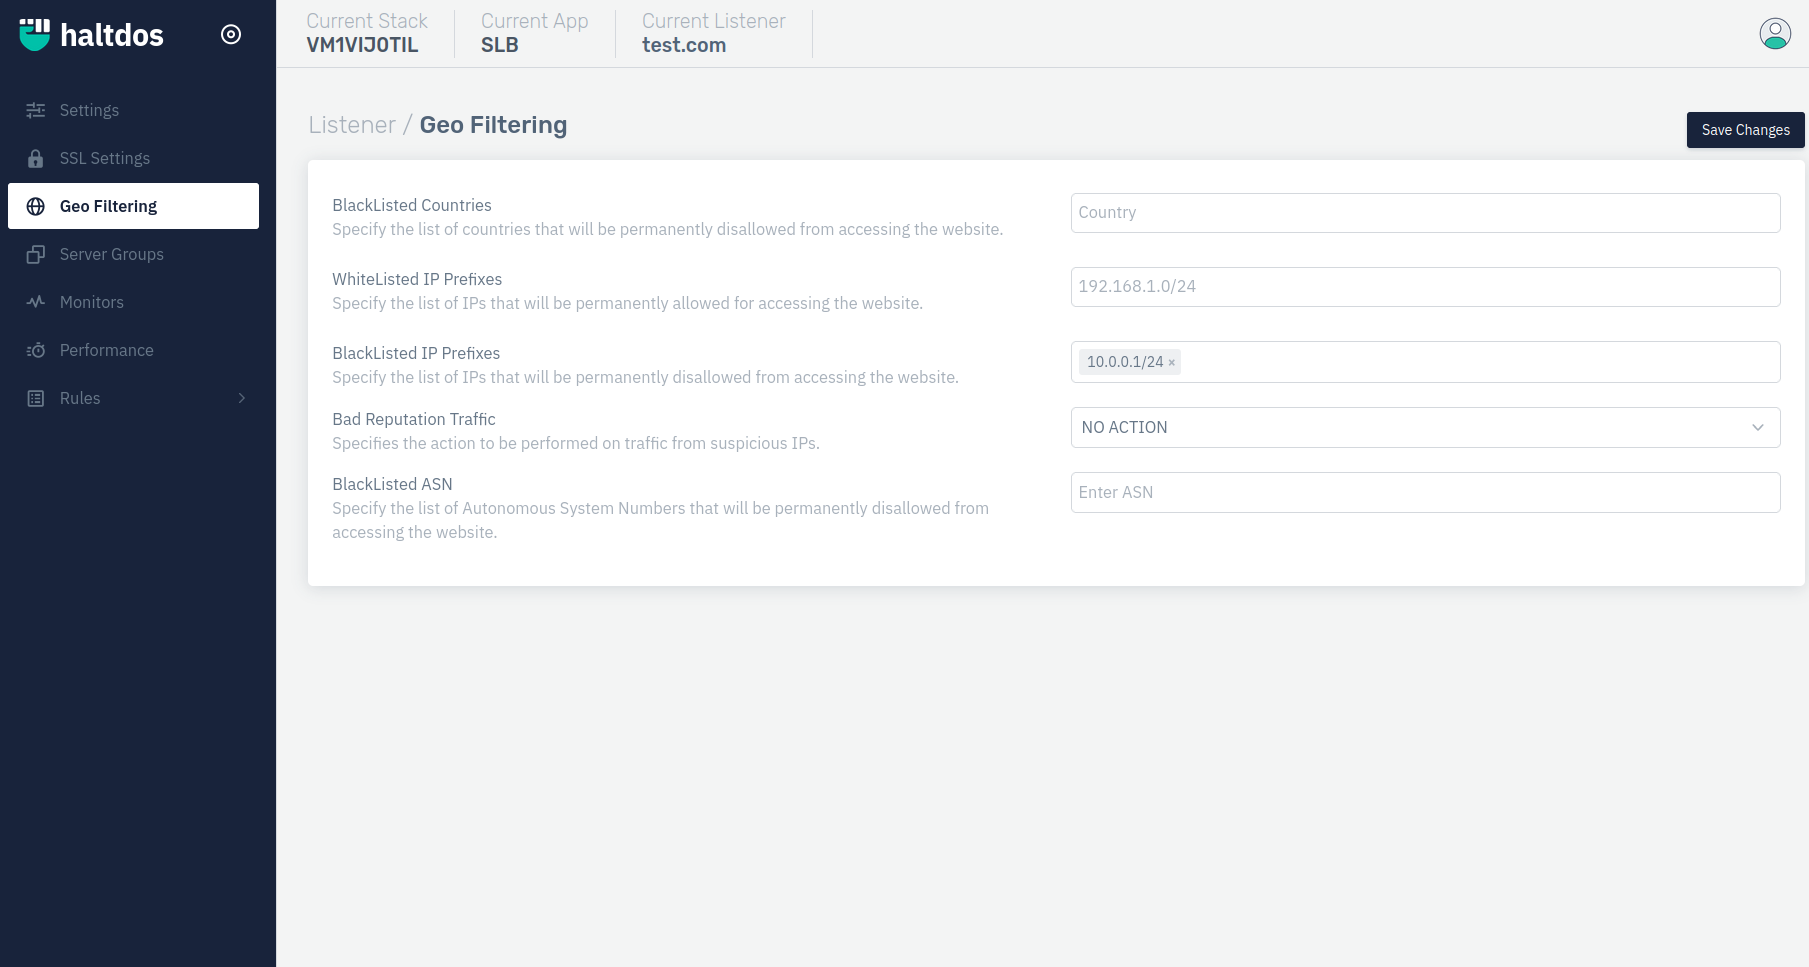 haltdos
Settings
SSL Settings
Geo Filtering
Server Groups
Monitors
Performance
Rules
Current Stack
VM1VIJ0TIL
Current App
SLB
Current Listener
test.com
Listener / Geo Filtering
Save Changes
BlackListed Countries
Specify the list of countries that will be permanently disallowed from accessing the website.
Country
WhiteListed IP Prefixes
Specify the list of IPs that will be permanently allowed for accessing the website.
192.168.1.0/24
BlackListed IP Prefixes
Specify the list of IPs that will be permanently disallowed from accessing the website.
10.0.0.1/24 ×
Bad Reputation Traffic
Specifies the action to be performed on traffic from suspicious IPs.
NO ACTION
BlackListed ASN
Specify the list of Autonomous System Numbers that will be permanently disallowed from
accessing the website.
Enter ASN